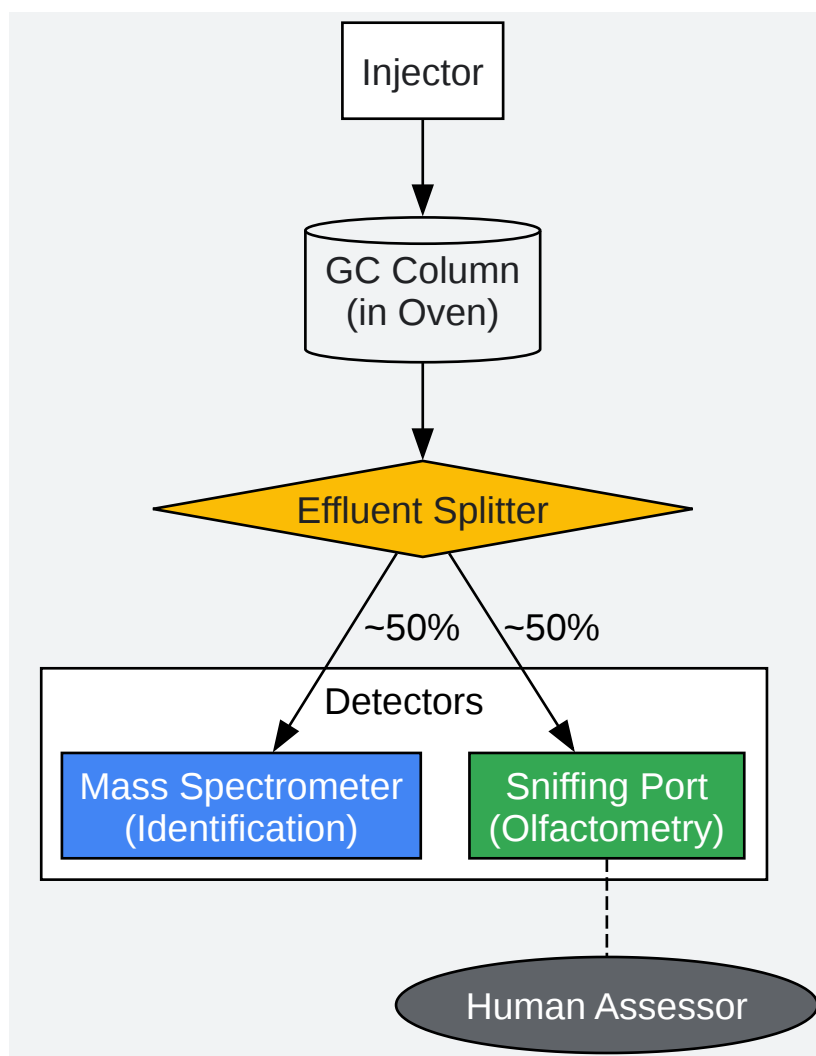 Injector
GC Column
(in Oven)
Effluent Splitter
~50%
~50%
Detectors
Mass Spectrometer
(Identification)
Sniffing Port
(Olfactometry)
Human Assessor